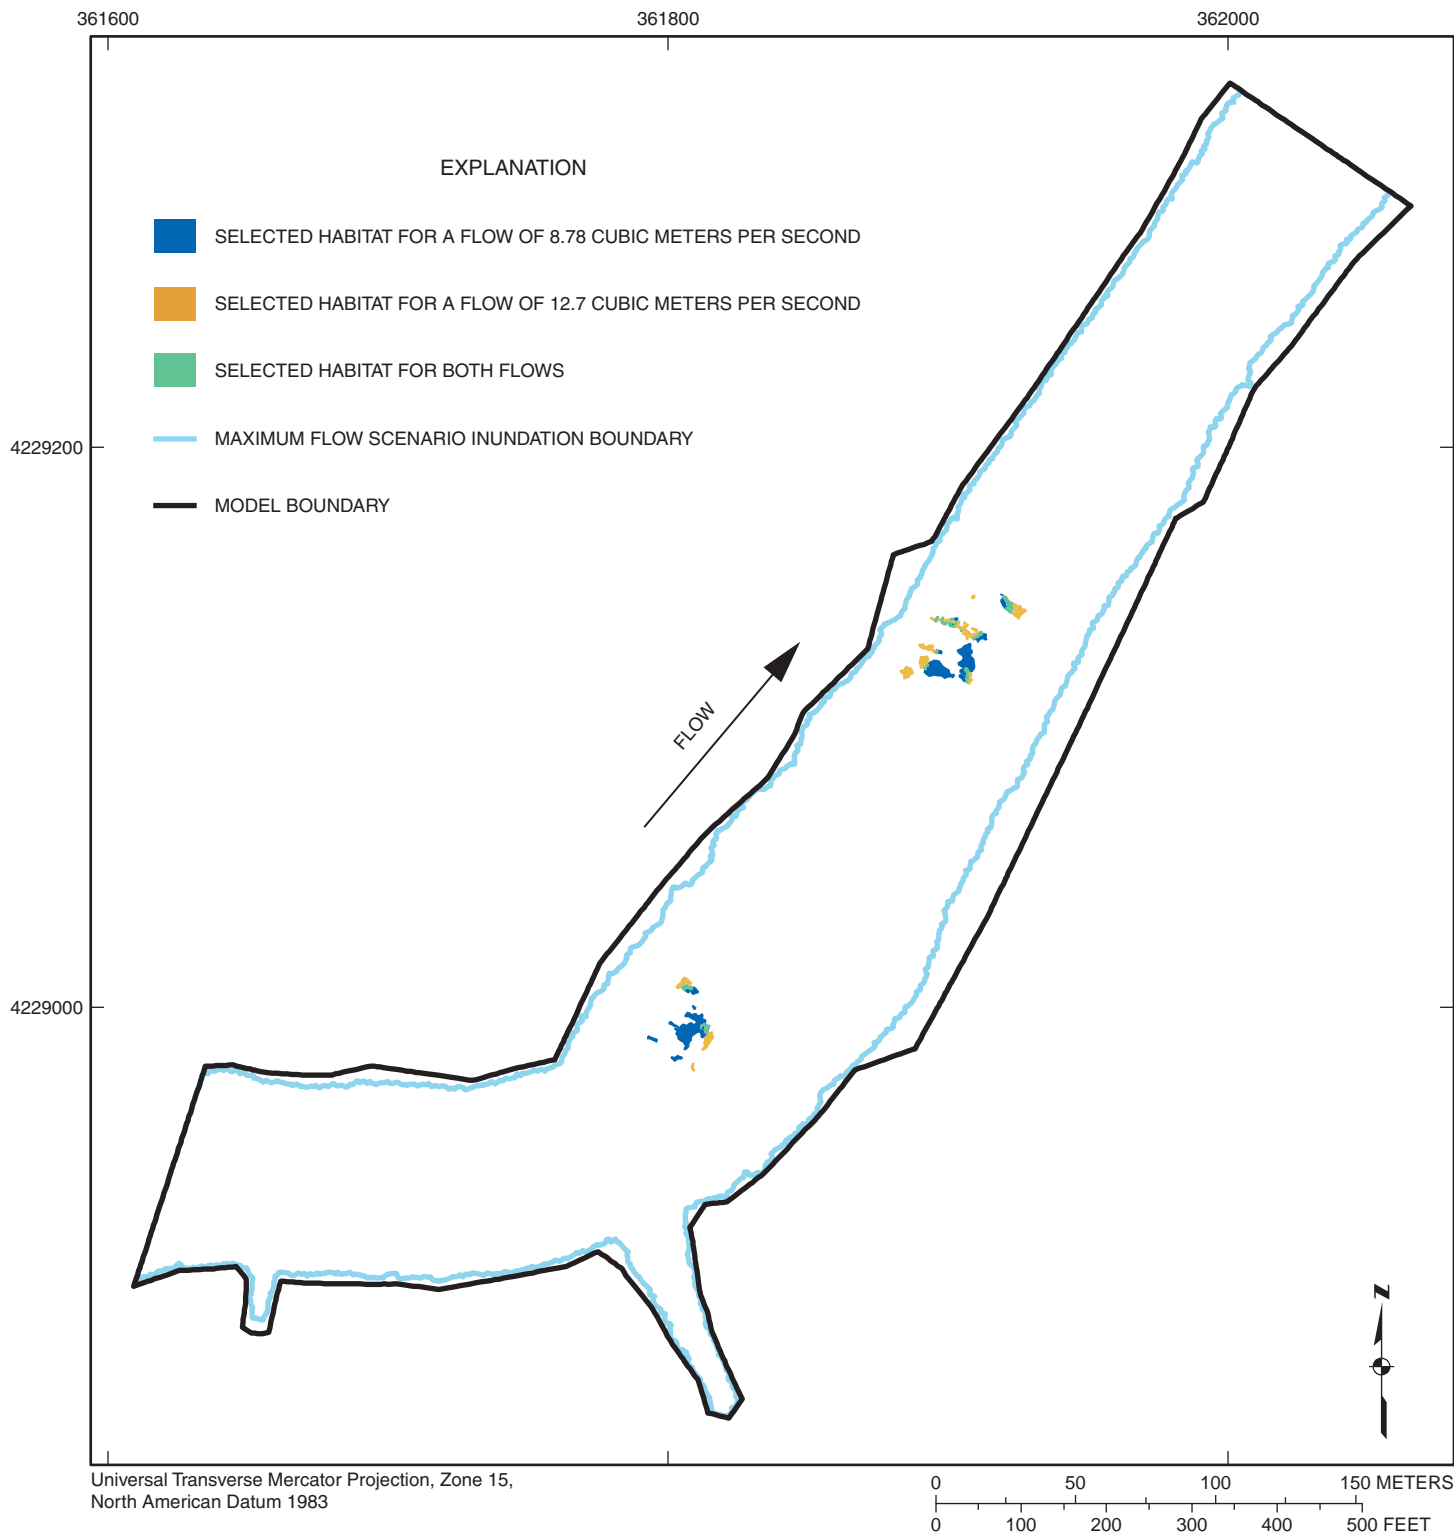 361600 361800 362000
EXPLANATION
SELECTED HABITAT FOR A FLOW OF 8.78 CUBIC METERS PER SECOND
SELECTED HABITAT FOR A FLOW OF 12.7 CUBIC METERS PER SECOND
SELECTED HABITAT FOR BOTH FLOWS
MAXIMUM FLOW SCENARIO INUNDATION BOUNDARY
4229200
MODEL BOUNDARY
FLOW
4229000
N
Universal Transverse Mercator Projection, Zone 15,
North American Datum 1983
0 50 100 150 METERS
0 100 200 300 400 500 FEET